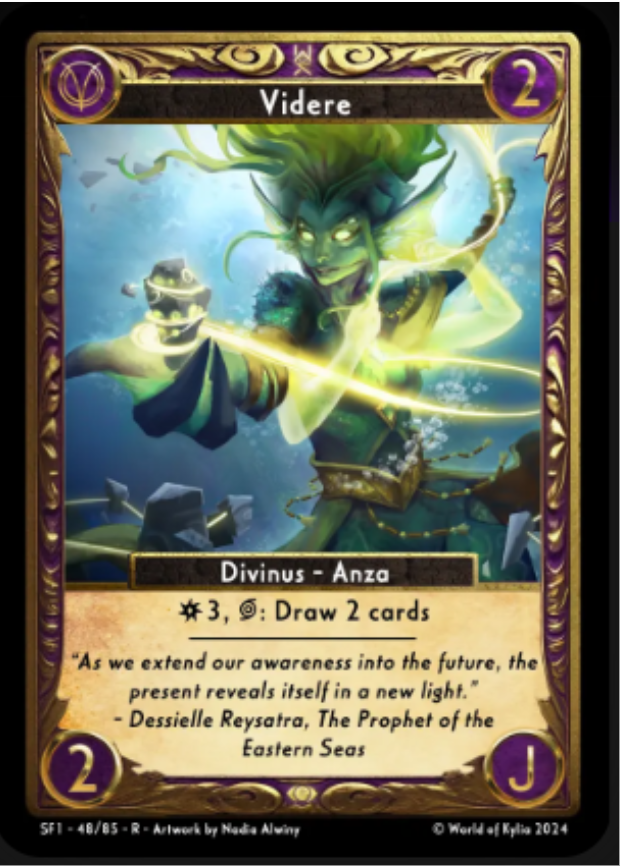 2
Videre
Divinus - Anza
3, : Draw 2 cards
"As we extend our awareness into the future, the
present reveals itself in a new light."
- Dessielle Reysatra, The Prophet of the
Eastern Seas
2
J
SF1 - 48/85 - R - Artwork by Nadia Alwiny
© World of Kylia 2024